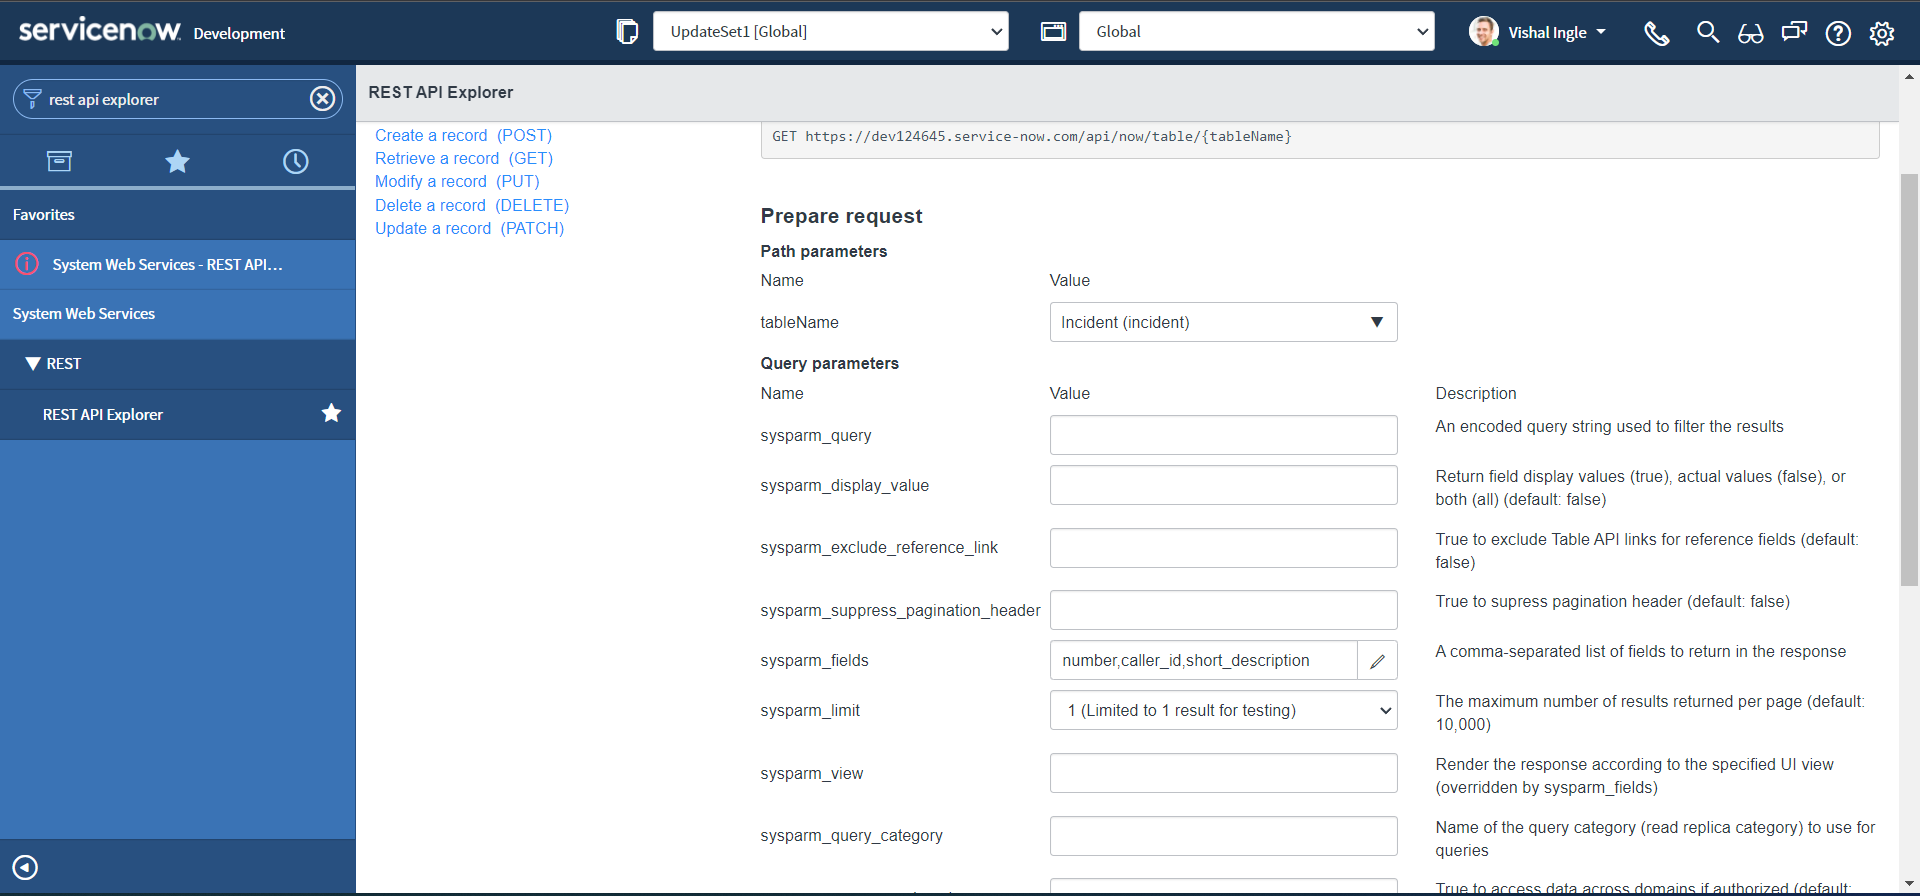 servicenow Development
UpdateSet1 [Global]
Global
Vishal Ingle
rest api explorer
Favorites
System Web Services - REST API...
System Web Services
REST
REST API Explorer
REST API Explorer
Create a record (POST)
Retrieve a record (GET)
Modify a record (PUT)
Delete a record (DELETE)
Update a record (PATCH)
GET https://dev124645.service-now.com/api/now/table/{tableName}
Prepare request
Path parameters
Name Value
tableName Incident (incident)
Query parameters
Name Value Description
sysparm_query An encoded query string used to filter the results
sysparm_display_value Return field display values (true), actual values (false), or
both (all) (default: false)
sysparm_exclude_reference_link True to exclude Table API links for reference fields (default:
false)
sysparm_suppress_pagination_header True to supress pagination header (default: false)
sysparm_fields number,caller_id,short_description A comma-separated list of fields to return in the response
sysparm_limit 1 (Limited to 1 result for testing) The maximum number of results returned per page (default:
10,000)
sysparm_view Render the response according to the specified UI view
(overridden by sysparm_fields)
sysparm_query_category Name of the query category (read replica category) to use for
queries
True to access data across domains if authorized (default: